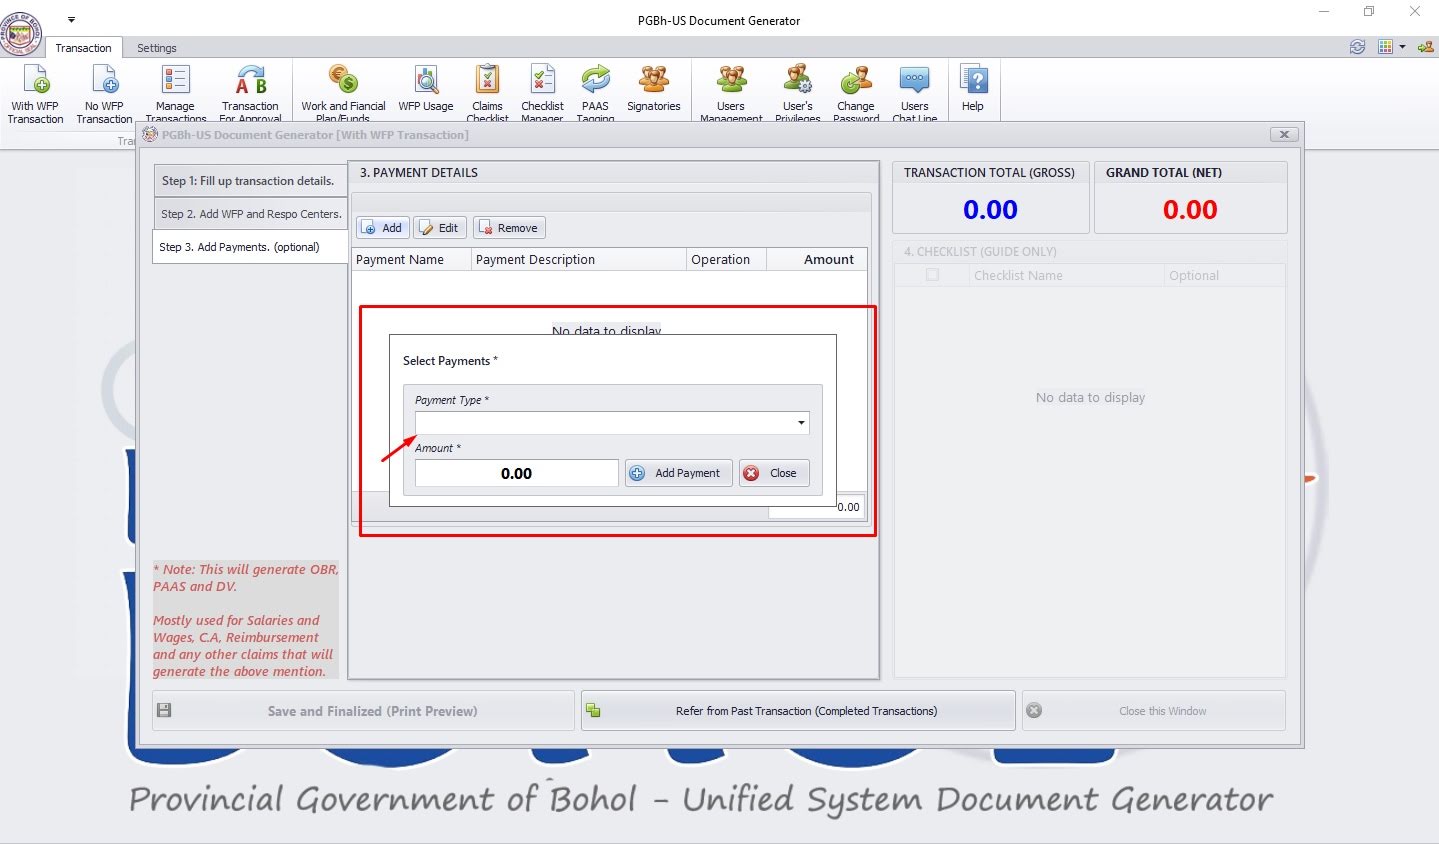 PGBh-US Document Generator
Transaction
Settings
With WFP Transaction
No WFP Transaction
Manage Transactions
Transaction For Approval
Work and Fiancial Plan/Funds
WFP Usage
Claims Checklist
Checklist Manager
PAAS Tagging
Signatories
Users Management
User's Privileges
Change Password
Users Chat Line
Help
PGBh-US Document Generator [With WFP Transaction]
Step 1: Fill up transaction details.
Step 2. Add WFP and Respo Centers.
Step 3. Add Payments. (optional)
3. PAYMENT DETAILS
Add
Edit
Remove
Payment Name
Payment Description
Operation
Amount
No data to display
Select Payments *
Payment Type *
Amount *
0.00
Add Payment
Close
0.00
TRANSACTION TOTAL (GROSS)
0.00
GRAND TOTAL (NET)
0.00
4. CHECKLIST (GUIDE ONLY)
Checklist Name
Optional
No data to display
* Note: This will generate OBR,
PAAS and DV.
Mostly used for Salaries and
Wages, C.A, Reimbursement
and any other claims that will
generate the above mention.
Save and Finalized (Print Preview)
Refer from Past Transaction (Completed Transactions)
Close this Window
Provincial Government of Bohol - Unified System Document Generator